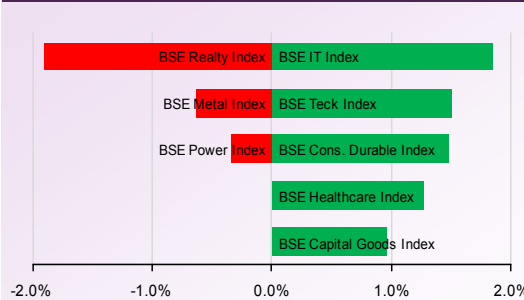 BSE Realty Index BSE IT Index
BSE Metal Index BSE Teck Index
BSE Power Index BSE Cons. Durable Index
BSE Healthcare Index
BSE Capital Goods Index
-2.0% -1.0% 0.0% 1.0% 2.0%